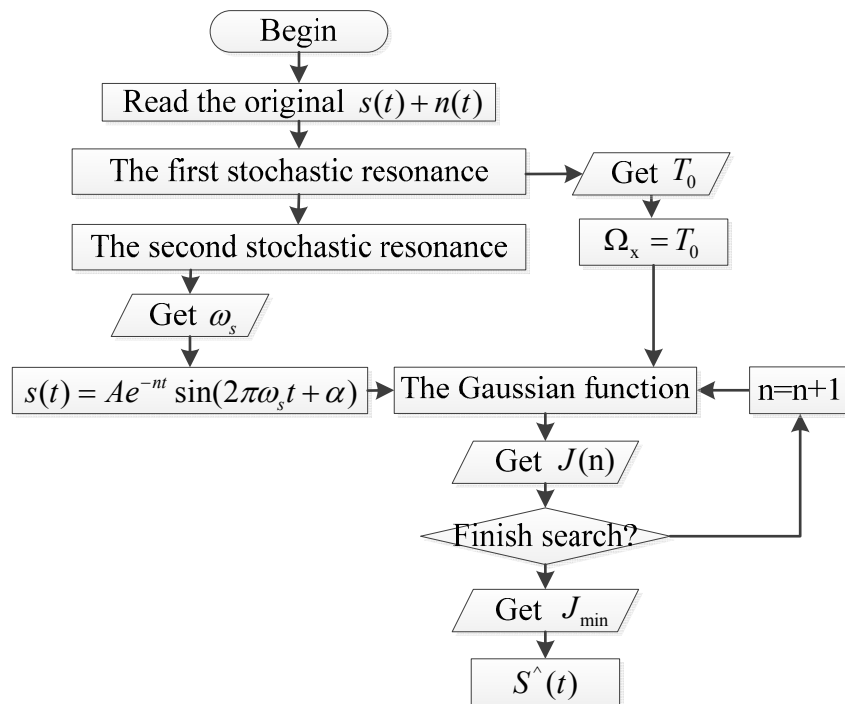 Begin
Read the original s(t)+n(t)
The first stochastic resonance
Get T₀
The second stochastic resonance
Ωₓ = T₀
Get ωₛ
s(t) = Ae⁻ⁿᵗ sin(2πωₛt + α)
The Gaussian function
n=n+1
Get J(n)
Finish search?
Get J_min
S^(t)